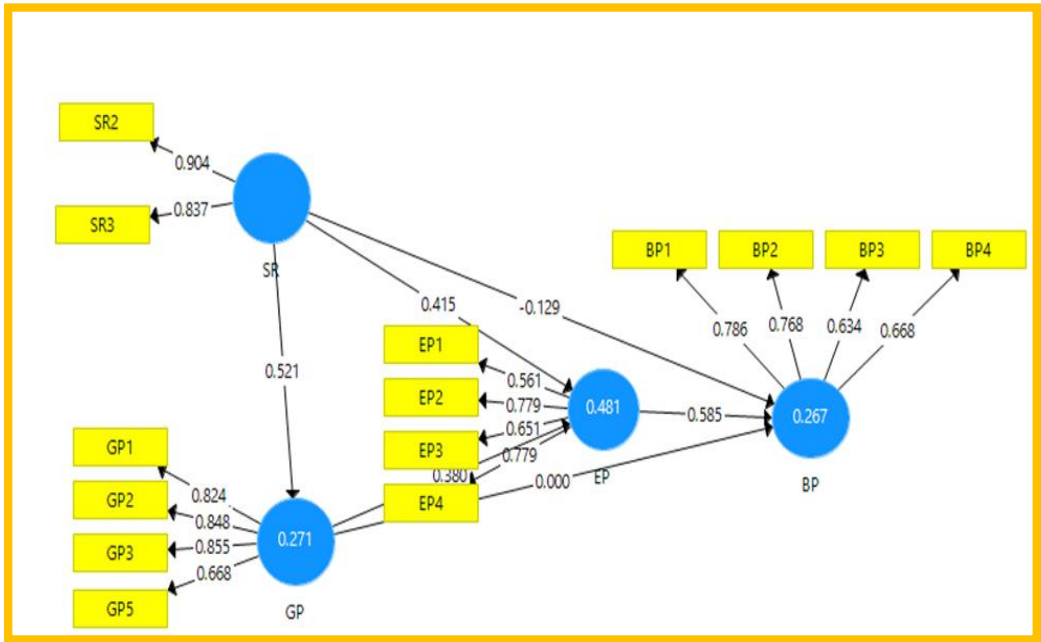 SR2
0.904
SR3
0.837
SR
BP1
BP2
BP3
BP4
0.415
-0.129
0.786
0.768
0.634
0.668
EP1
0.521
0.561
EP2
0.779
0.481
0.585
0.267
EP3
0.651
0.779
0.380
EP
0.000
BP
EP4
GP1
0.824
GP2
0.848
0.271
GP3
0.855
0.668
GP5
GP